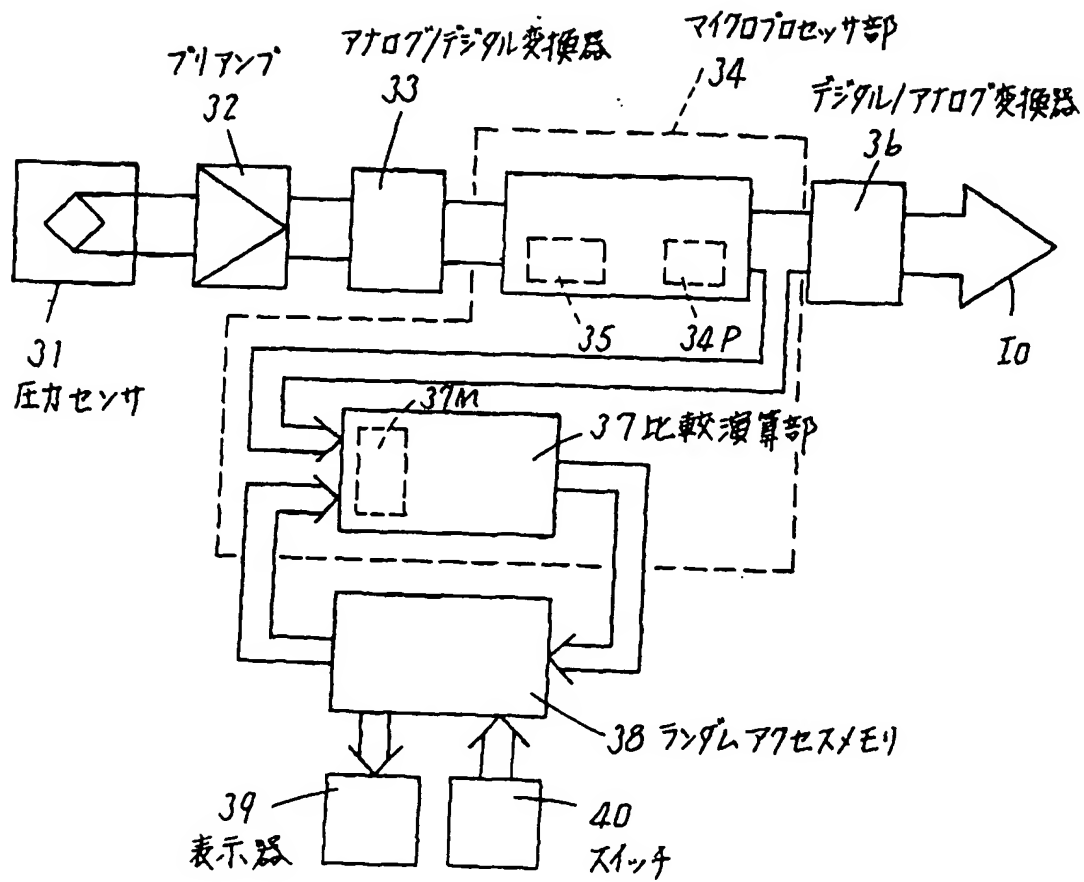 プリアンプ
32
アナログ/デジタル変換器
33
マイクロプロセッサ部
34
デジタル/アナログ変換器
36
31
圧力センサ
35
34P
I0
37M
37比較演算部
38 ランダムアクセスメモリ
39
表示器
40
スイッチ